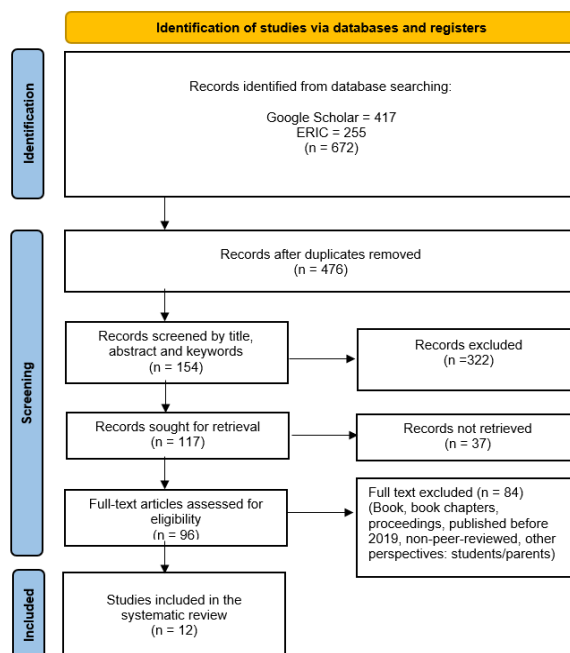 Identification of studies via databases and registers
Identification
Records identified from database searching:
Google Scholar = 417
ERIC = 255
(n = 672)
Screening
Records after duplicates removed
(n = 476)
Records screened by title,
abstract and keywords
(n = 154)
Records excluded
(n =322)
Records sought for retrieval
(n = 117)
Records not retrieved
(n = 37)
Full-text articles assessed for
eligibility
(n = 96)
Full text excluded (n = 84)
(Book, book chapters,
proceedings, published before
2019, non-peer-reviewed, other
perspectives: students/parents)
Included
Studies included in the
systematic review
(n = 12)